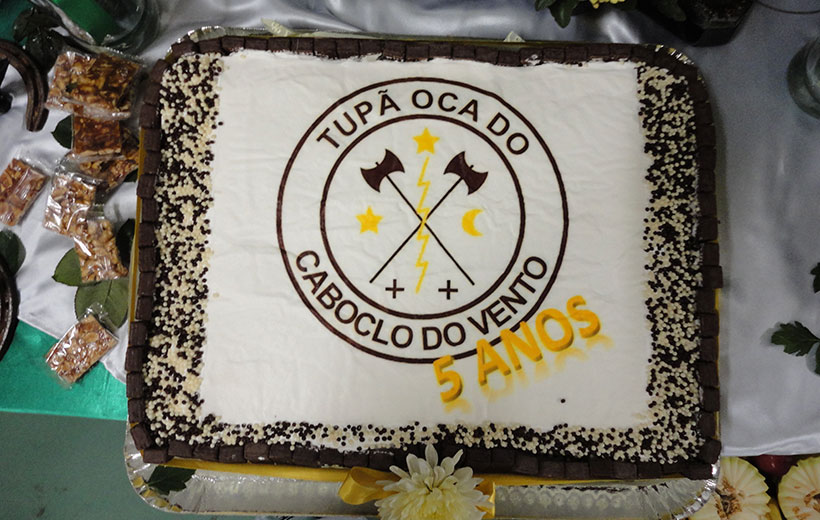 TUPÃ OCA DO
CABOCLO DO VENTO
5 ANOS